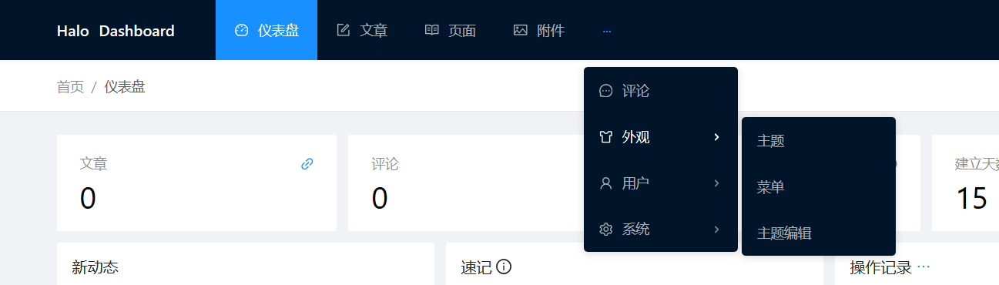 Halo Dashboard 仪表盘 文章 页面 附件 ...
首页 / 仪表盘
评论
外观
用户
系统
主题
菜单
主题编辑
文章
0
评论
0
建立天
15
新动态
速记
操作记录 ...